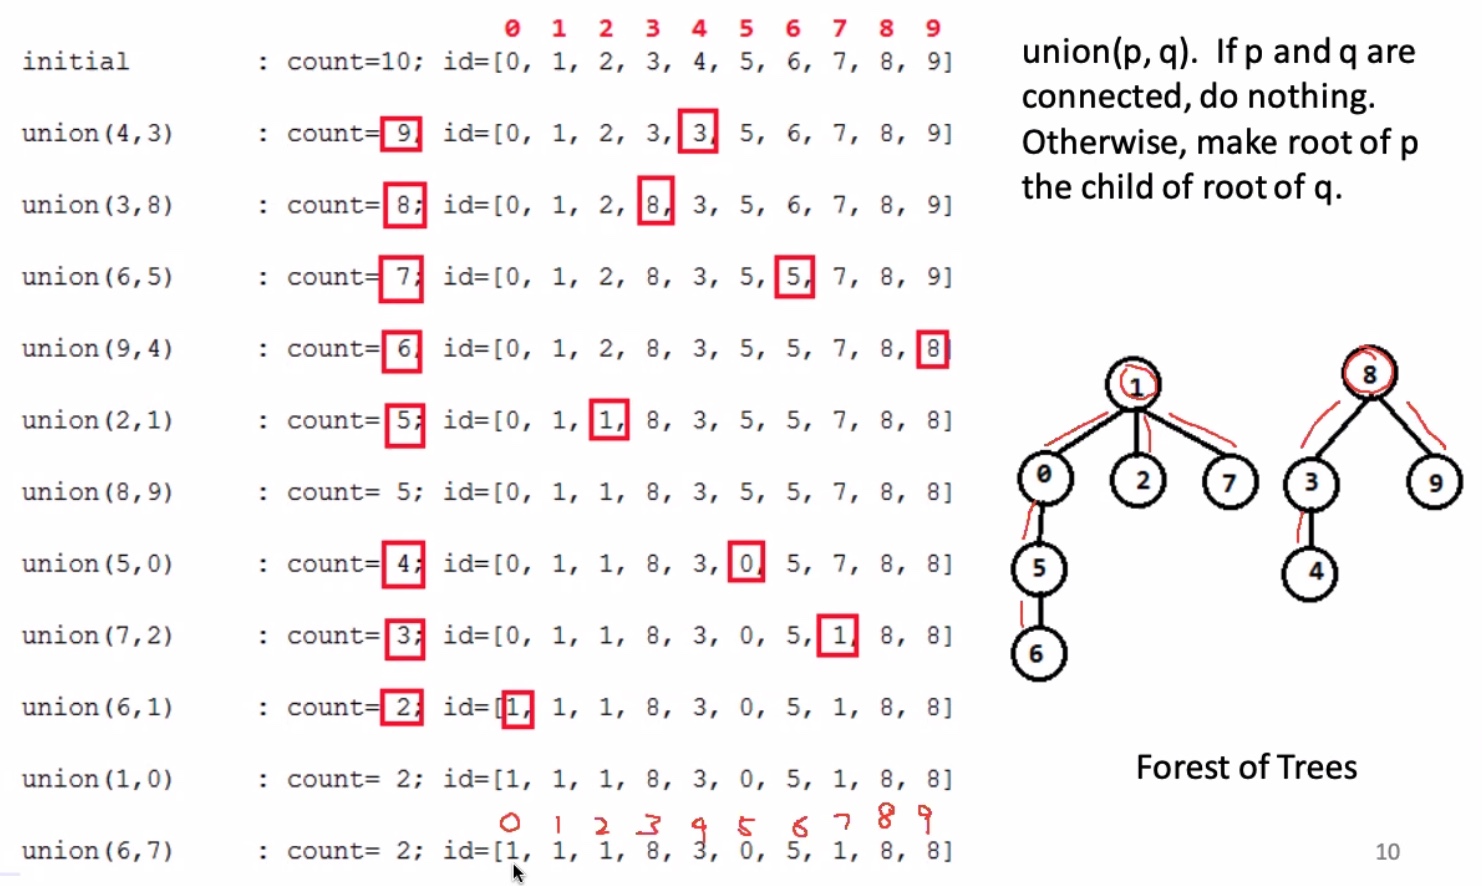 0 1 2 3 4 5 6 7 8 9
initial : count=10; id=[0, 1, 2, 3, 4, 5, 6, 7, 8, 9]
union(4,3) : count= 9; id=[0, 1, 2, 3, 3, 5, 6, 7, 8, 9]
union(3,8) : count= 8; id=[0, 1, 2, 8, 3, 5, 6, 7, 8, 9]
union(6,5) : count= 7; id=[0, 1, 2, 8, 3, 5, 5, 7, 8, 9]
union(9,4) : count= 6; id=[0, 1, 2, 8, 3, 5, 5, 7, 8, 8]
union(2,1) : count= 5; id=[0, 1, 1, 8, 3, 5, 5, 7, 8, 8]
union(8,9) : count= 5; id=[0, 1, 1, 8, 3, 5, 5, 7, 8, 8]
union(5,0) : count= 4; id=[0, 1, 1, 8, 3, 0, 5, 7, 8, 8]
union(7,2) : count= 3; id=[0, 1, 1, 8, 3, 0, 5, 1, 8, 8]
union(6,1) : count= 2; id=[1, 1, 1, 8, 3, 0, 5, 1, 8, 8]
union(1,0) : count= 2; id=[1, 1, 1, 8, 3, 0, 5, 1, 8, 8]
0 1 2 3 4 5 6 7 8 9
union(6,7) : count= 2; id=[1, 1, 1, 8, 3, 0, 5, 1, 8, 8]
union(p, q). If p and q are
connected, do nothing.
Otherwise, make root of p
the child of root of q.
1
8
0 2 7
3 9
5
4
6
Forest of Trees
10